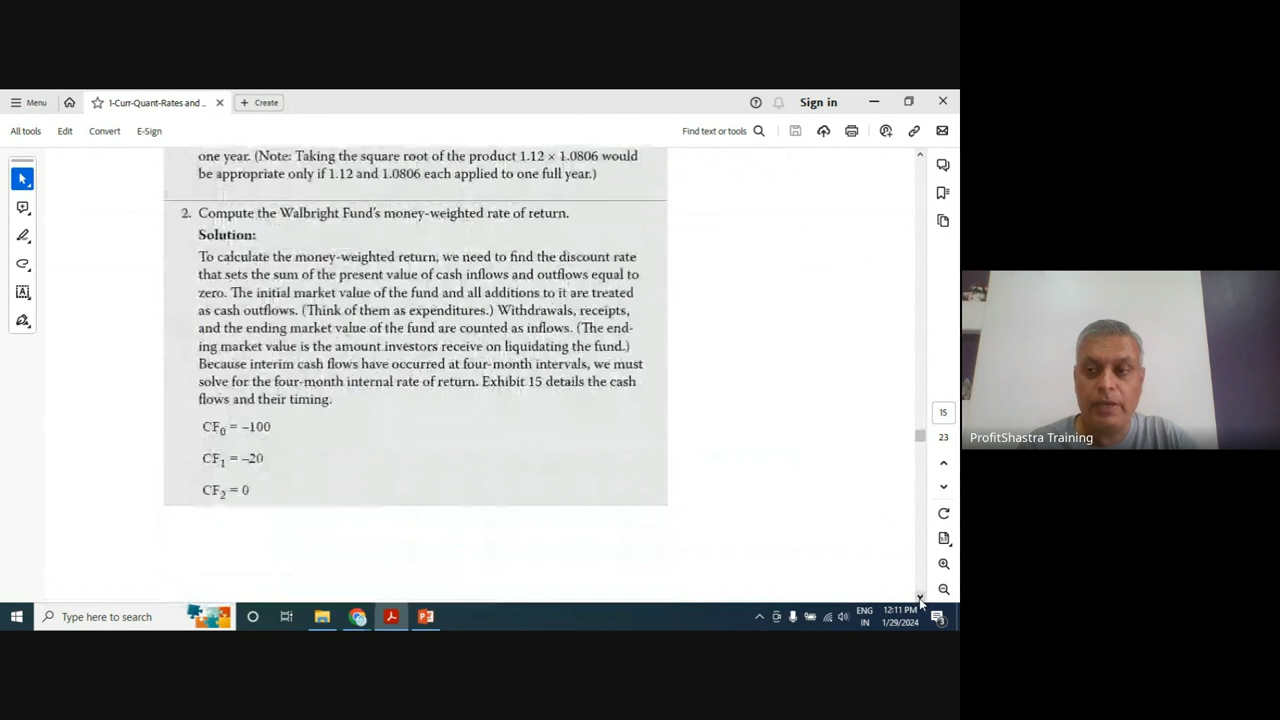 Menu
1-Curr-Quant-Rates and ...
Create
Sign in
All tools
Edit
Convert
E-Sign
Find text or tools
one year. (Note: Taking the square root of the product 1.12 × 1.0806 would
be appropriate only if 1.12 and 1.0806 each applied to one full year.)
2. Compute the Walbright Fund's money-weighted rate of return.
Solution:
To calculate the money-weighted return, we need to find the discount rate
that sets the sum of the present value of cash inflows and outflows equal to
zero. The initial market value of the fund and all additions to it are treated
as cash outflows. (Think of them as expenditures.) Withdrawals, receipts,
and the ending market value of the fund are counted as inflows. (The end-
ing market value is the amount investors receive on liquidating the fund.)
Because interim cash flows have occurred at four-month intervals, we must
solve for the four-month internal rate of return. Exhibit 15 details the cash
flows and their timing.
CF₀ = –100
CF₁ = –20
CF₂ = 0
15
23
ProfitShastra Training
Type here to search
ENG
IN
12:11 PM
1/29/2024
3